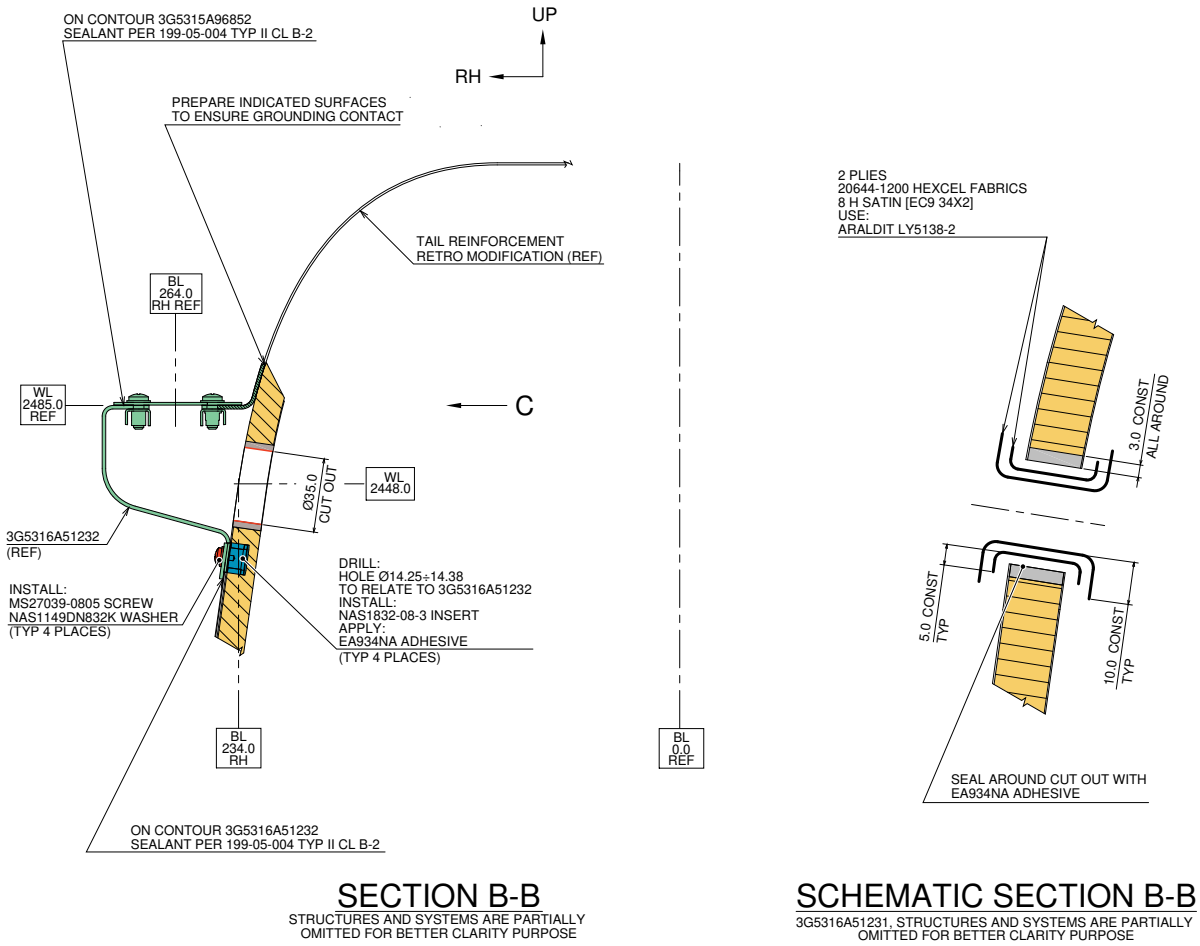 ON CONTOUR 3G5315A96852
SEALANT PER 199-05-004 TYP II CL B-2
UP
RH
PREPARE INDICATED SURFACES
TO ENSURE GROUNDING CONTACT
2 PLIES
20644-1200 HEXCEL FABRICS
8 H SATIN [EC9 34X2]
USE:
ARALDIT LY5138-2
TAIL REINFORCEMENT
RETRO MODIFICATION (REF)
BL
264.0
RH REF
WL
2485.0
REF
C
3.0 CONST
ALL AROUND
WL
2448.0
Ø35.0
CUT OUT
3G5316A51232
(REF)
INSTALL:
MS27039-0805 SCREW
NAS1149DN832K WASHER
(TYP 4 PLACES)
DRILL:
HOLE Ø14.25÷14.38
TO RELATE TO 3G5316A51232
INSTALL:
NAS1832-08-3 INSERT
APPLY:
EA934NA ADHESIVE
(TYP 4 PLACES)
5.0 CONST
TYP
10.0 CONST
TYP
BL
234.0
RH
BL
0.0
REF
SEAL AROUND CUT OUT WITH
EA934NA ADHESIVE
ON CONTOUR 3G5316A51232
SEALANT PER 199-05-004 TYP II CL B-2
SECTION B-B
STRUCTURES AND SYSTEMS ARE PARTIALLY
OMITTED FOR BETTER CLARITY PURPOSE
SCHEMATIC SECTION B-B
3G5316A51231, STRUCTURES AND SYSTEMS ARE PARTIALLY
OMITTED FOR BETTER CLARITY PURPOSE